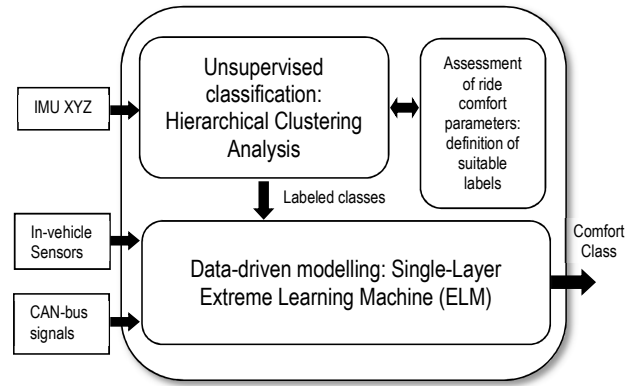 IMU XYZ
Unsupervised
classification:
Hierarchical Clustering
Analysis
Assessment
of ride
comfort
parameters:
definition of
suitable
labels
Labeled classes
In-vehicle
Sensors
CAN-bus
signals
Data-driven modelling: Single-Layer
Extreme Learning Machine (ELM)
Comfort
Class